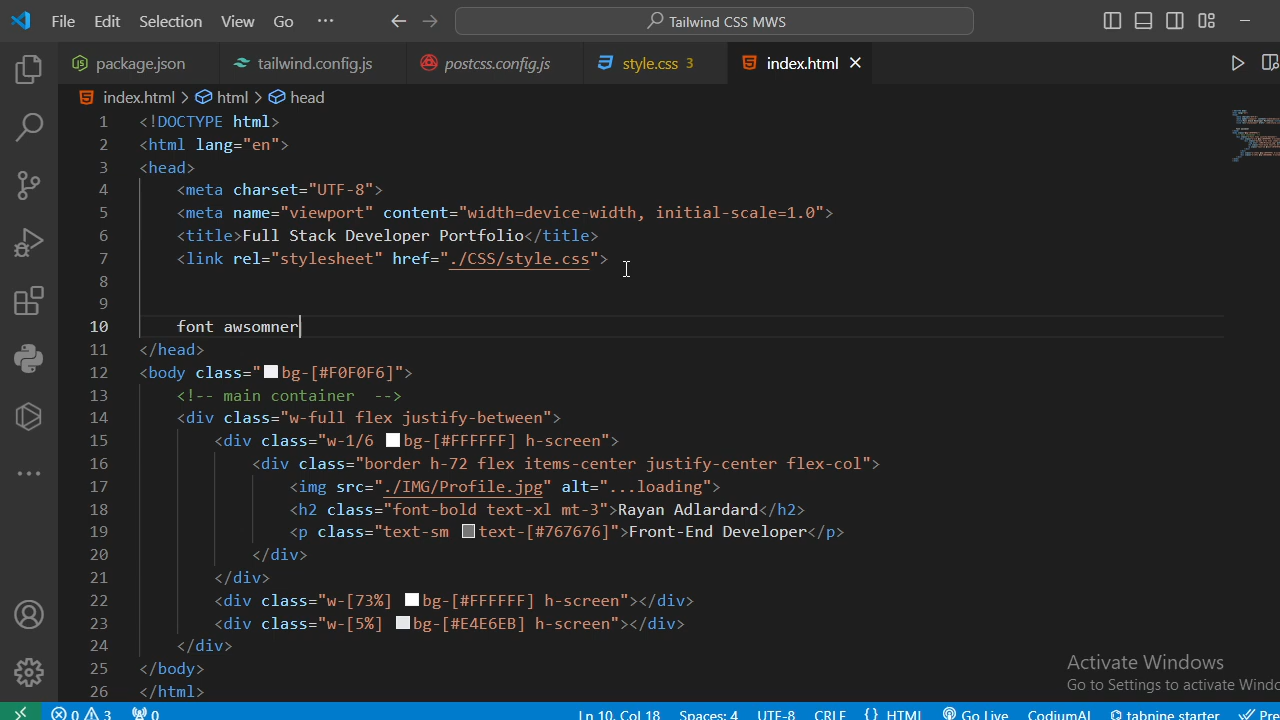 File Edit Selection View Go ... Tailwind CSS MWS
package.json tailwind.config.js postcss.config.js style.css 3 index.html
index.html > html > head
1 <!DOCTYPE html>
2 <html lang="en">
3 <head>
4 <meta charset="UTF-8">
5 <meta name="viewport" content="width=device-width, initial-scale=1.0">
6 <title>Full Stack Developer Portfolio</title>
7 <link rel="stylesheet" href="./CSS/style.css">
8
9
10 font awsomner
11 </head>
12 <body class="bg-[#F0F0F6]">
13 <!-- main container -->
14 <div class="w-full flex justify-between">
15 <div class="w-1/6 bg-[#FFFFFF] h-screen">
16 <div class="border h-72 flex items-center justify-center flex-col">
17 <img src="./IMG/Profile.jpg" alt="...loading">
18 <h2 class="font-bold text-xl mt-3">Rayan Adlardard</h2>
19 <p class="text-sm text-[#767676]">Front-End Developer</p>
20 </div>
21 </div>
22 <div class="w-[73%] bg-[#FFFFFF] h-screen"></div>
23 <div class="w-[5%] bg-[#E4E6EB] h-screen"></div>
24 </div>
25 </body>
26 </html>
Activate Windows
Go to Settings to activate Windo
0 3 0 Ln 10, Col 18 Spaces: 4 UTF-8 CRLF {} HTML Go Live CodiumAI tabnine starter Pre